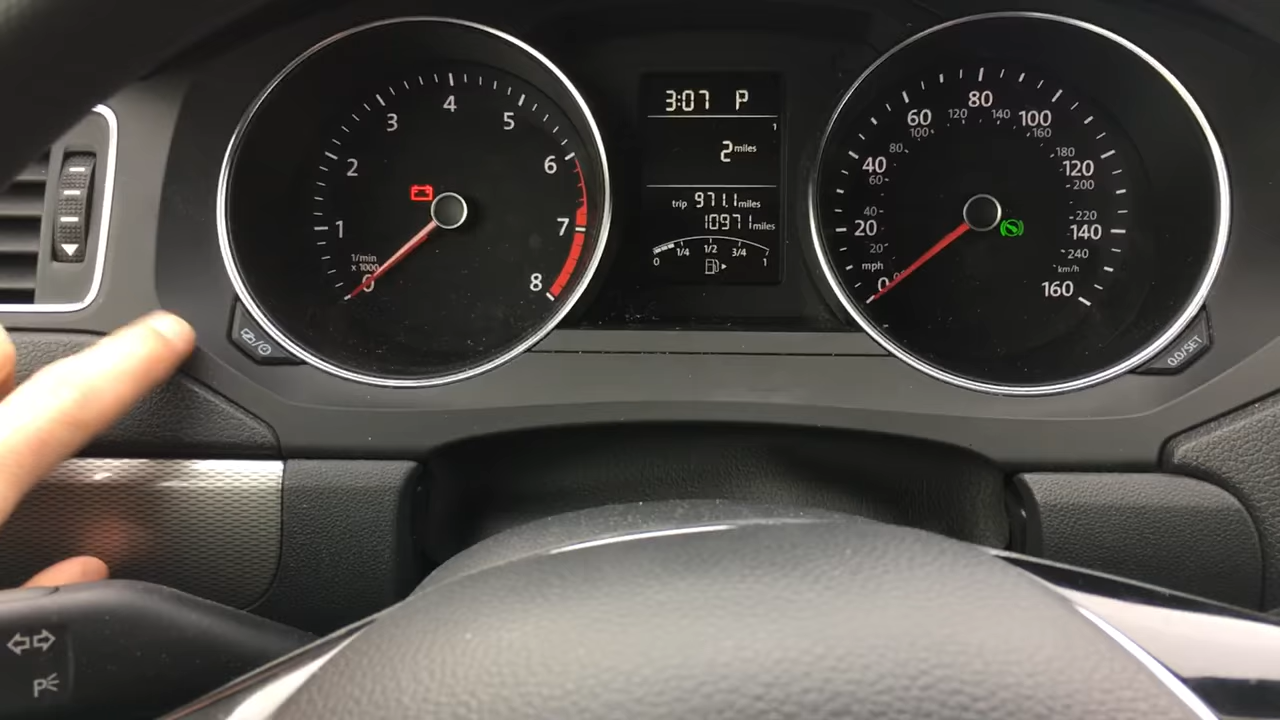 1
2
3
4
5
6
7
8
1/min
x 1000
0
3:07 P
1
2 miles
trip 971.1 miles
10971 miles
0 1/4 1/2 3/4 1
0
20
40
60
80
100
120
140
160
mph
20
40
60
80
100
120
140
160
180
200
220
240
km/h
0.0/SET
P